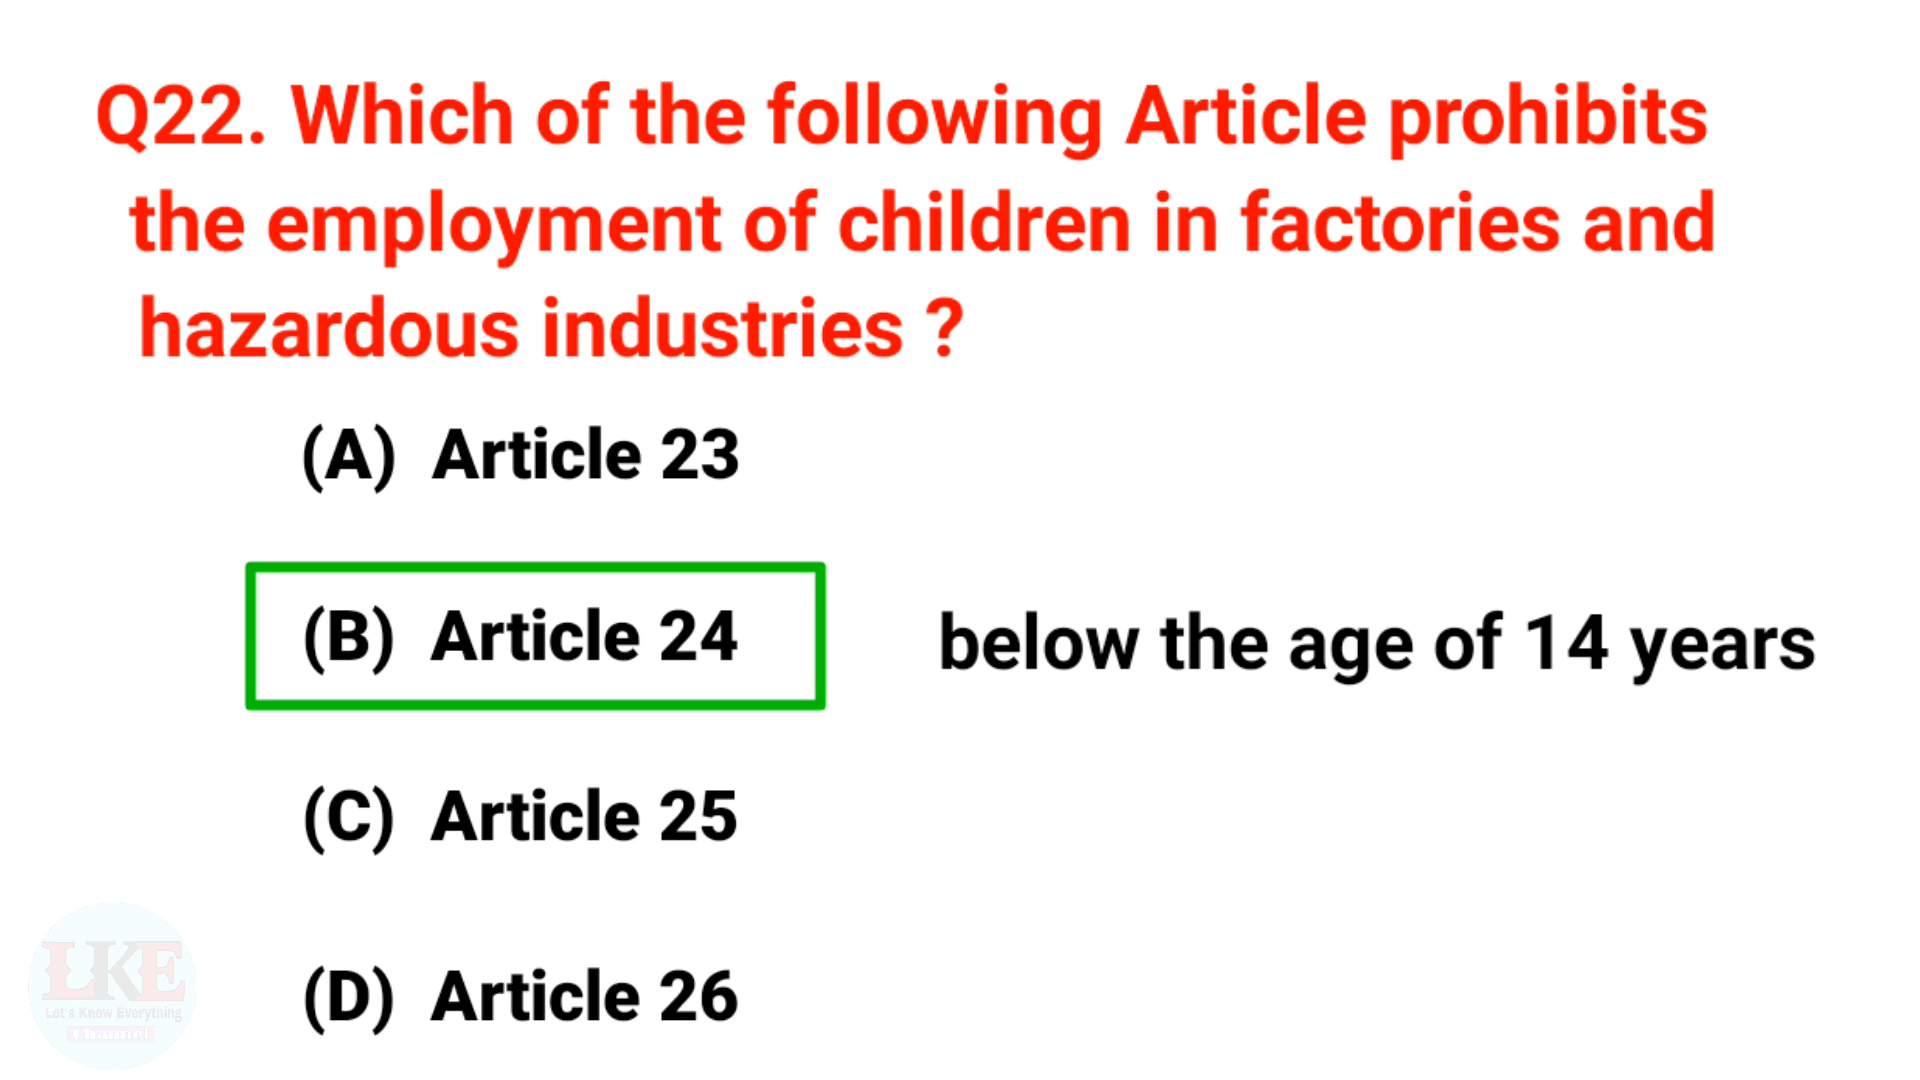 Q22. Which of the following Article prohibits
the employment of children in factories and
hazardous industries ?
(A) Article 23
(B) Article 24
below the age of 14 years
(C) Article 25
(D) Article 26
LKE
Let's Know Everything
Channel